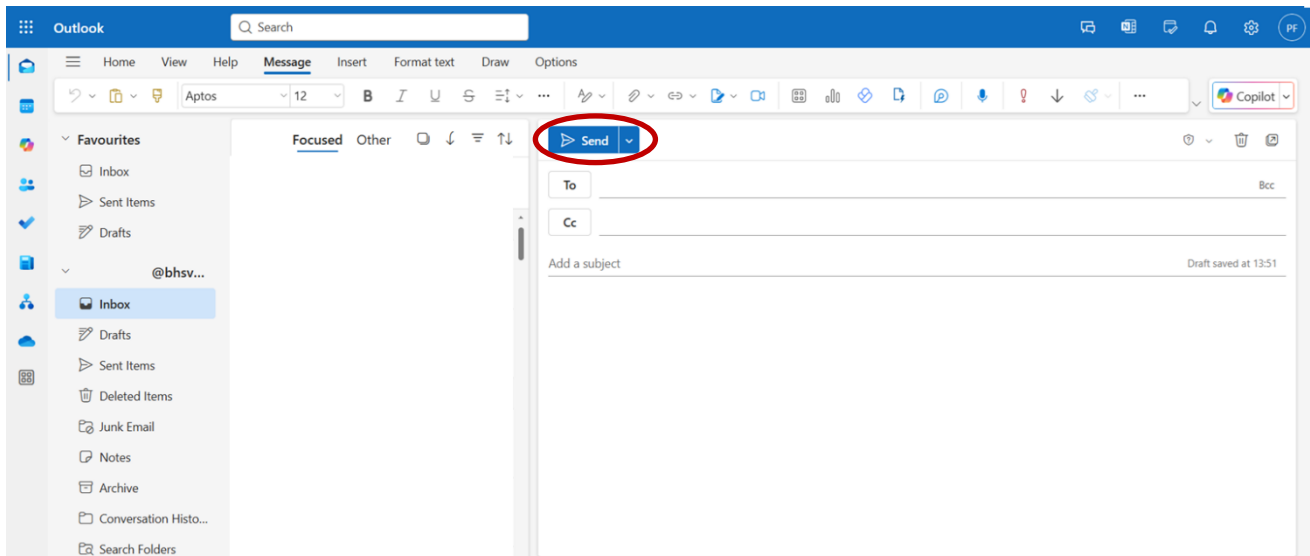 Outlook
Search
PF
Home View Help Message Insert Format text Draw Options
Aptos 12 B I U S Copilot
Favourites
Focused Other
Send
Inbox
To
Bcc
Sent Items
Cc
Drafts
Add a subject
Draft saved at 13:51
@bhsv...
Inbox
Drafts
Sent Items
Deleted Items
Junk Email
Notes
Archive
Conversation Histo...
Search Folders